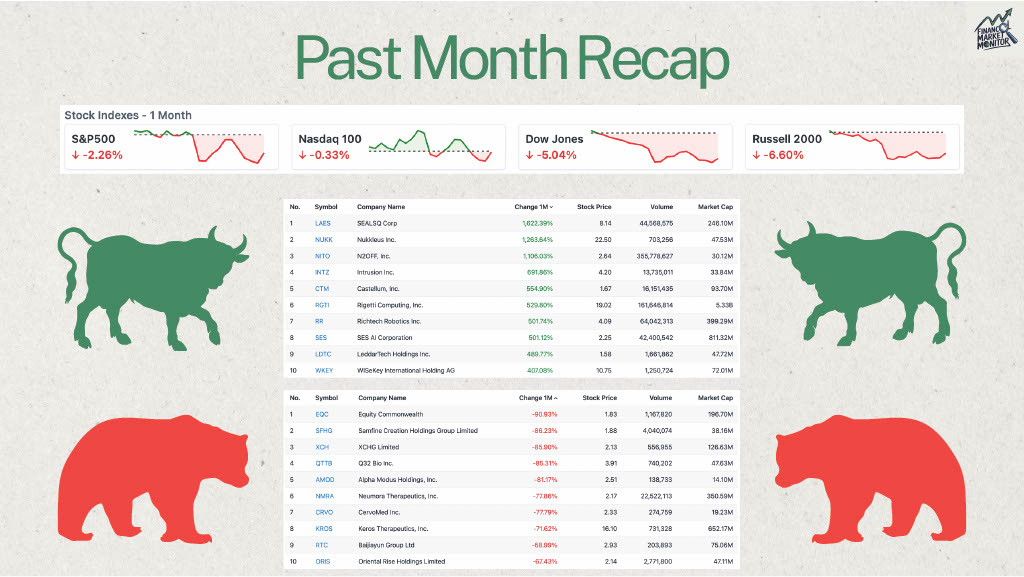 FINANCIAL
MARKET
MONITOR
Past Month Recap
Stock Indexes - 1 Month
S&P500
↓ -2.26%
Nasdaq 100
↓ -0.33%
Dow Jones
↓ -5.04%
Russell 2000
↓ -6.60%
No. Symbol Company Name Change 1M Stock Price Volume Market Cap
1 LAES SEALSQ Corp 1,622.39% 8.14 44,568,575 246.10M
2 NUKK Nukkleus Inc. 1,263.64% 22.50 703,256 47.53M
3 NITO N2OFF, Inc. 1,106.03% 2.64 355,778,627 30.12M
4 INTZ Intrusion Inc. 691.86% 4.20 13,735,011 33.84M
5 CTM Castellum, Inc. 554.90% 1.67 16,151,435 93.70M
6 RGTI Rigetti Computing, Inc. 529.80% 19.02 161,646,814 5.33B
7 RR Richtech Robotics Inc. 501.74% 4.09 64,042,313 399.29M
8 SES SES AI Corporation 501.12% 2.25 42,400,542 811.32M
9 LDTC LeddarTech Holdings Inc. 489.77% 1.58 1,661,862 47.72M
10 WKEY WISeKey International Holding AG 407.08% 10.75 1,250,724 72.01M
No. Symbol Company Name Change 1M Stock Price Volume Market Cap
1 EQC Equity Commonwealth -90.93% 1.83 1,167,820 196.70M
2 SFHG Samfine Creation Holdings Group Limited -86.23% 1.88 4,040,074 38.16M
3 XCH XCHG Limited -85.90% 2.13 556,955 126.63M
4 QTTB Q32 Bio Inc. -85.31% 3.91 740,202 47.63M
5 AMOD Alpha Modus Holdings, Inc. -81.17% 2.51 138,733 14.10M
6 NMRA Neumora Therapeutics, Inc. -77.86% 2.17 22,522,113 350.59M
7 CRVO CervoMed Inc. -77.79% 2.33 274,759 19.23M
8 KROS Keros Therapeutics, Inc. -71.62% 16.10 731,328 652.17M
9 RTC Baijiayun Group Ltd -68.99% 2.93 203,893 75.06M
10 ORIS Oriental Rise Holdings Limited -67.43% 2.14 2,771,800 47.11M